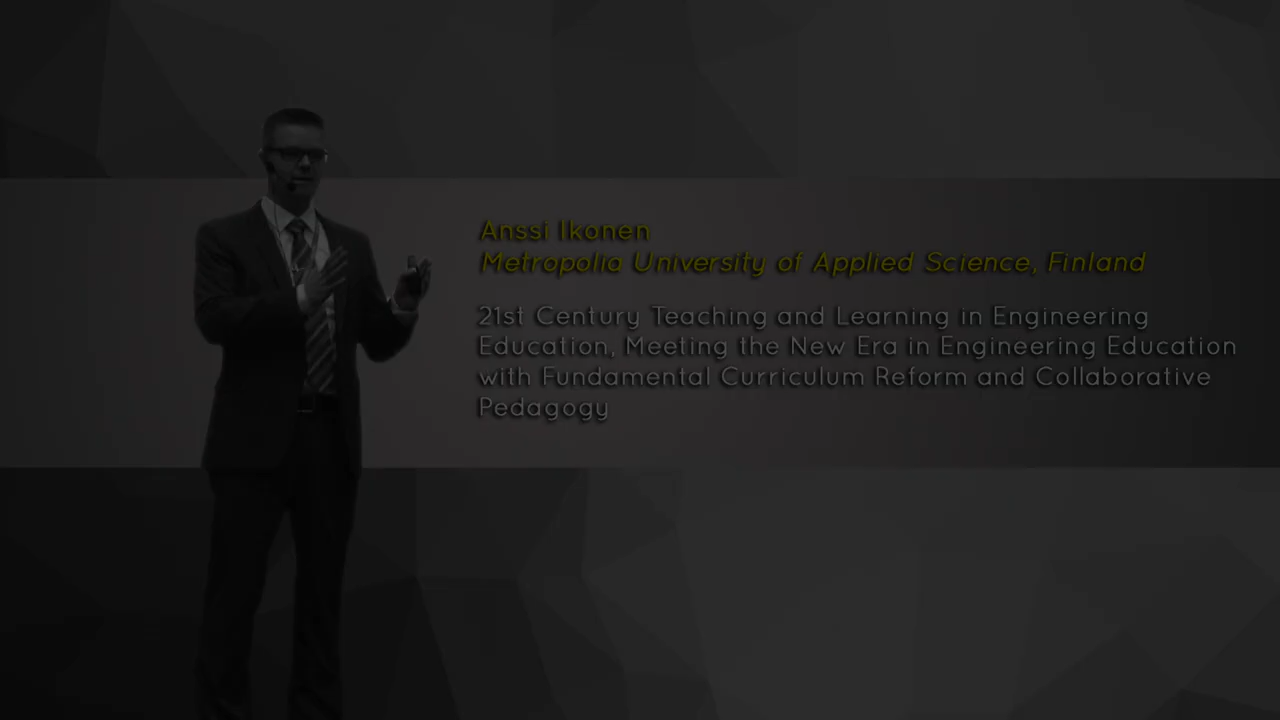 Anssi Ikonen
Metropolia University of Applied Science, Finland
21st Century Teaching and Learning in Engineering
Education, Meeting the New Era in Engineering Education
with Fundamental Curriculum Reform and Collaborative
Pedagogy